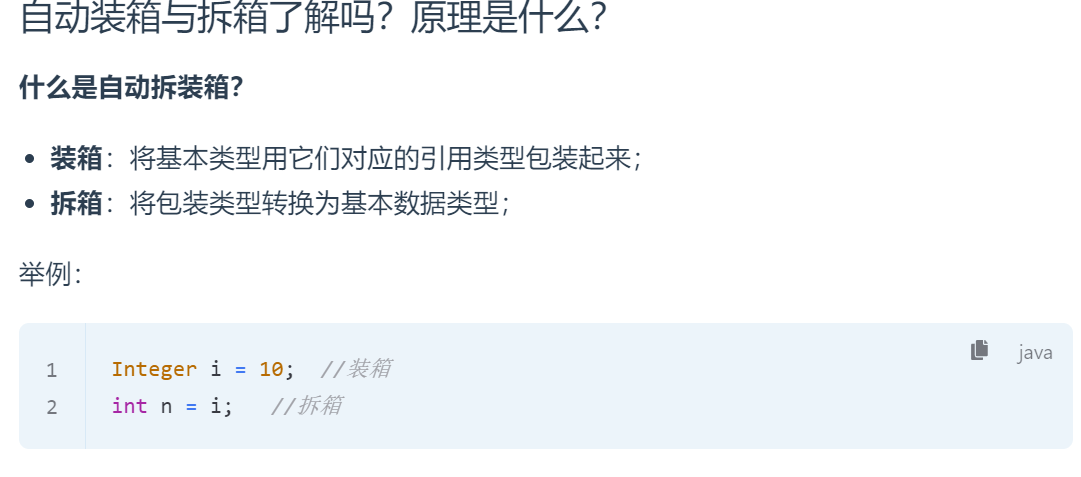 自动装箱与拆箱了解吗？原理是什么？
什么是自动拆装箱？
装箱：将基本类型用它们对应的引用类型包装起来；
拆箱：将包装类型转换为基本数据类型；
举例：
java
1 Integer i = 10;  //装箱
2 int n = i;   //拆箱